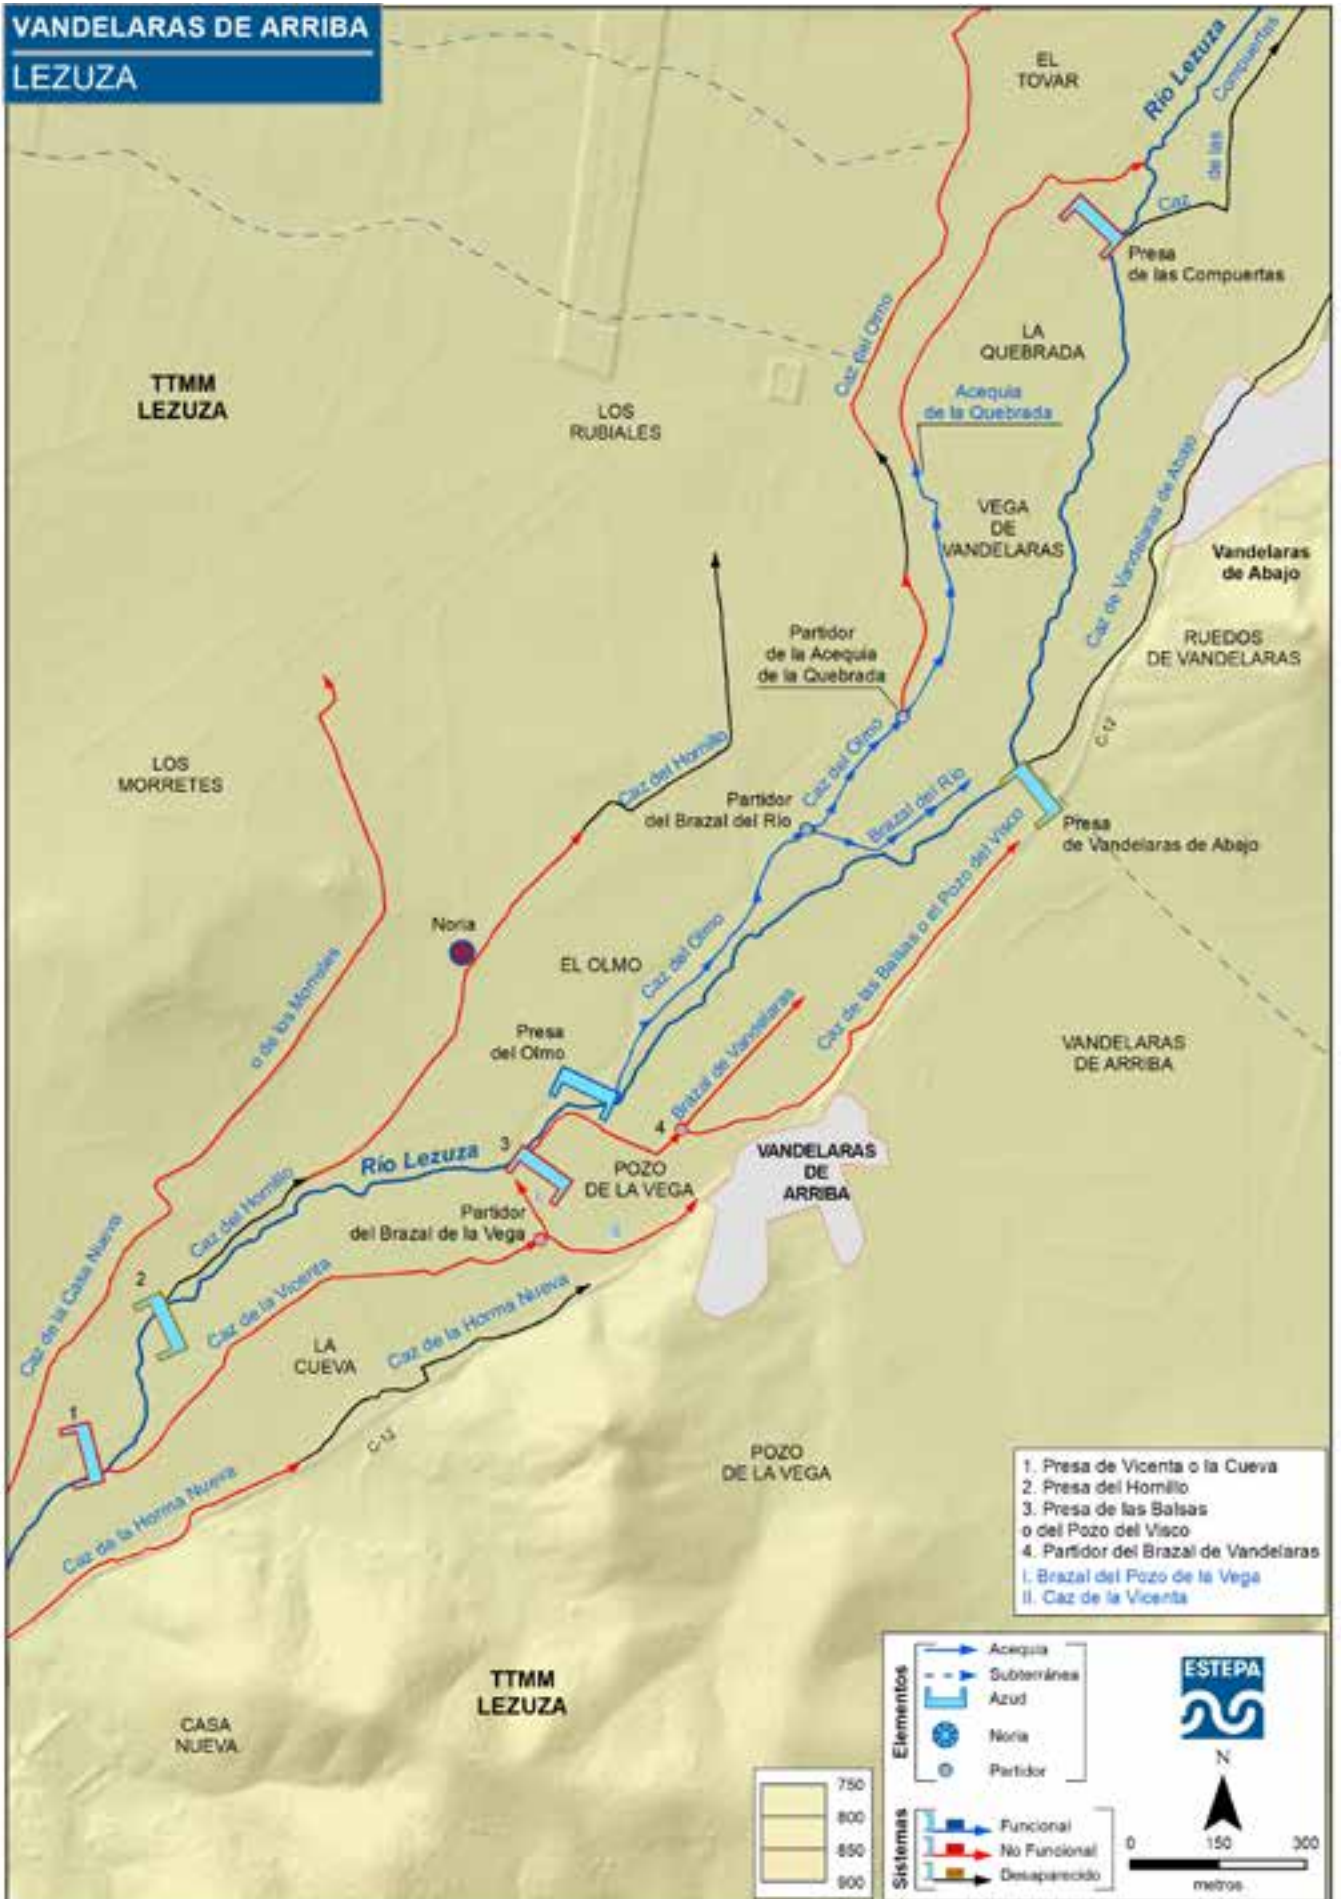 VANDELARAS DE ARRIBA
LEZUZA
EL
TOVAR
Río Lezuza
Compuertas
de las
Caz
Presa
de las Compuertas
Caz del Olmo
LA
QUEBRADA
TTMM
LEZUZA
LOS
RUBIALES
Acequia
de la Quebrada
Caz de Vandelaras de Abajo
VEGA
DE
VANDELARAS
Vandelaras
de Abajo
Partidor
de la Acequia
de la Quebrada
RUEDOS
DE VANDELARAS
C-12
LOS
MORRETES
Caz del Hornillo
Caz del Olmo
Partidor
del Brazal del Río
Brazal del Río
Presa
de Vandelaras de Abajo
Noria
EL OLMO
Caz del Olmo
Caz de las Balsas o el Pozo del Visco
o de los Morretes
Presa
del Olmo
Brazal de Vandelaras
VANDELARAS
DE ARRIBA
4
3
Río Lezuza
POZO
DE LA VEGA
VANDELARAS
DE
ARRIBA
Caz del Hornillo
Partidor
del Brazal de la Vega
I
II
Caz de la Casa Nueva
2
Caz de la Vicenta
LA
CUEVA
Caz de la Horma Nueva
1
C-12
POZO
DE LA VEGA
Caz de la Horma Nueva
1. Presa de Vicenta o la Cueva
2. Presa del Hornillo
3. Presa de las Balsas
o del Pozo del Visco
4. Partidor del Brazal de Vandelaras
I. Brazal del Pozo de la Vega
II. Caz de la Vicenta
TTMM
LEZUZA
CASA
NUEVA
Elementos
Acequia
Subterránea
Azud
Noria
Partidor
ESTEPA
N
750
800
850
900
Sistemas
Funcional
No Funcional
Desaparecido
0 150 300
metros